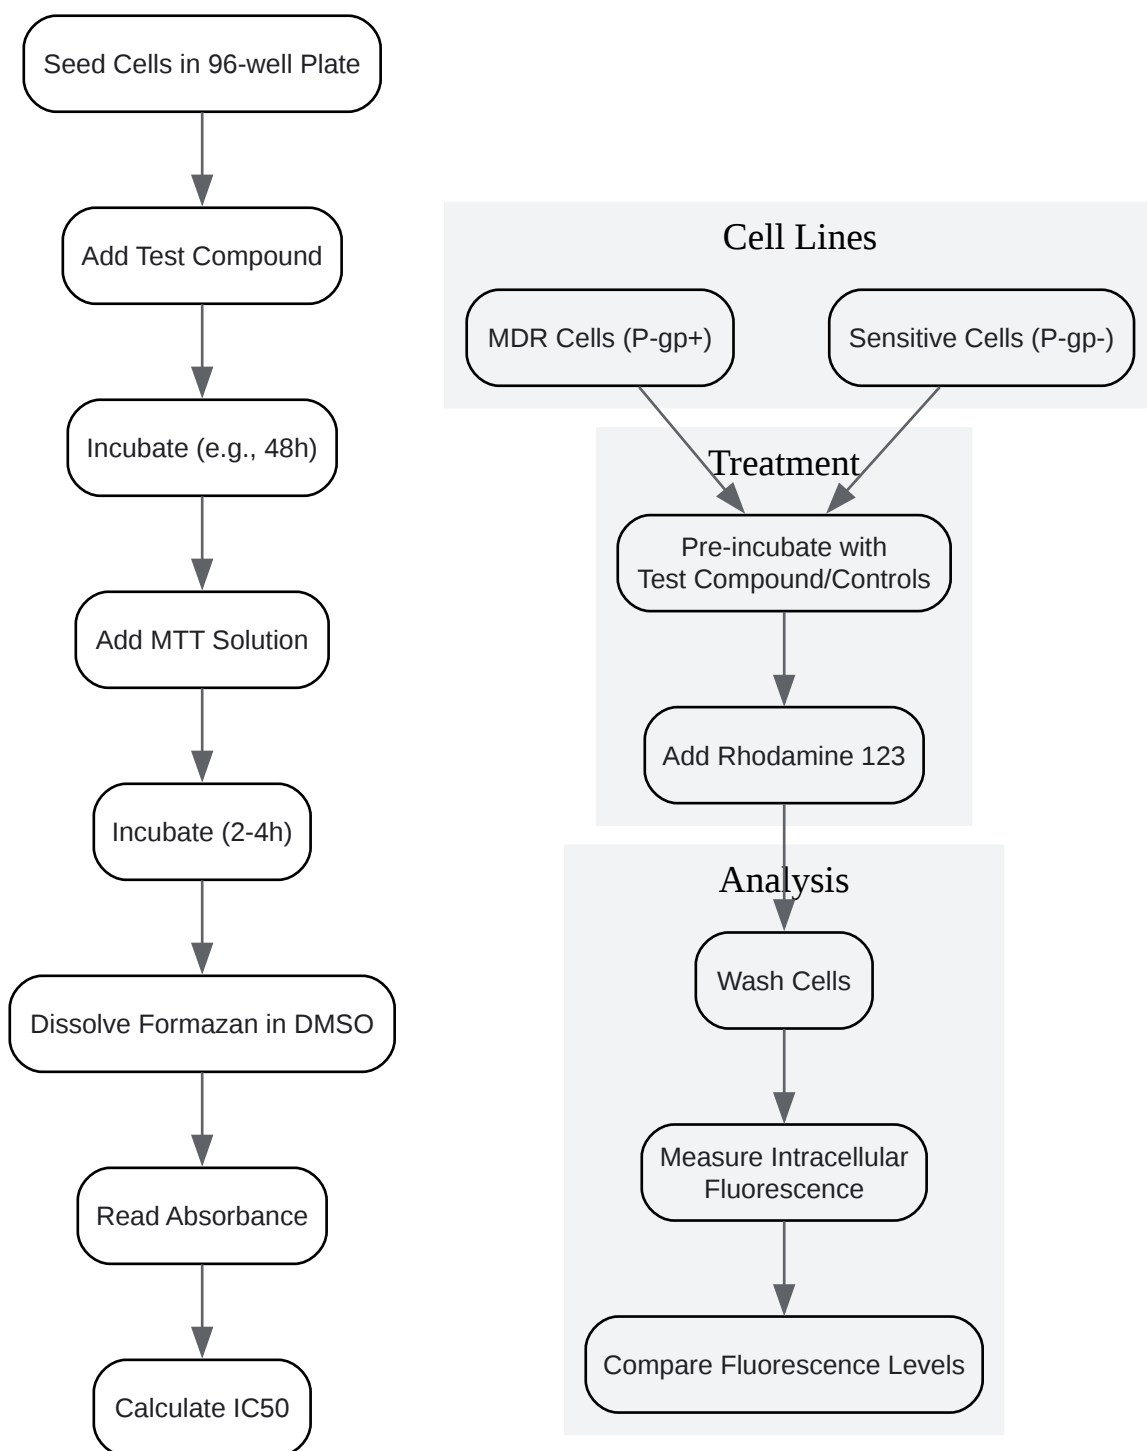 Seed Cells in 96-well Plate
Add Test Compound
Incubate (e.g., 48h)
Add MTT Solution
Incubate (2-4h)
Dissolve Formazan in DMSO
Read Absorbance
Calculate IC50
Cell Lines
MDR Cells (P-gp+)
Sensitive Cells (P-gp-)
Treatment
Pre-incubate with
Test Compound/Controls
Add Rhodamine 123
Analysis
Wash Cells
Measure Intracellular
Fluorescence
Compare Fluorescence Levels